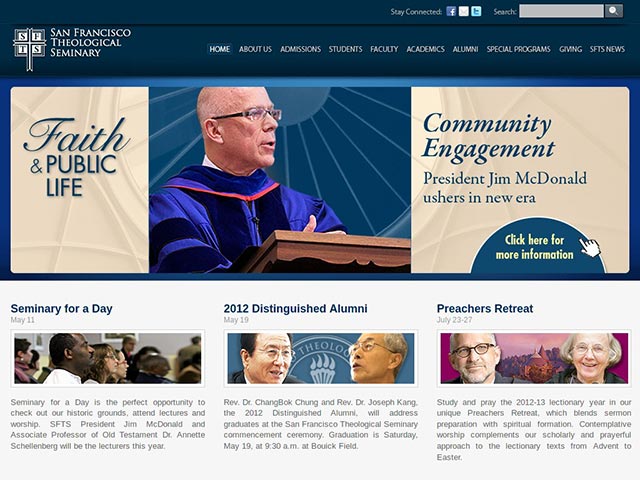 Stay Connected:
Search:
SAN FRANCISCO
THEOLOGICAL
SEMINARY
SF
TS
HOME ABOUT US ADMISSIONS STUDENTS FACULTY ACADEMICS ALUMNI SPECIAL PROGRAMS GIVING SFTS NEWS
Faith
& PUBLIC
LIFE
Community
Engagement
President Jim McDonald
ushers in new era
Click here for
more information
Seminary for a Day
May 11
Seminary for a Day is the perfect opportunity to
check out our historic grounds, attend lectures and
worship. SFTS President Jim McDonald and
Associate Professor of Old Testament Dr. Annette
Schellenberg will be the lecturers this year.
2012 Distinguished Alumni
May 19
Rev. Dr. ChangBok Chung and Rev. Dr. Joseph Kang,
the 2012 Distinguished Alumni, will address
graduates at the San Francisco Theological Seminary
commencement ceremony. Graduation is Saturday,
May 19, at 9:30 a.m. at Bouick Field.
Preachers Retreat
July 23-27
Study and pray the 2012-13 lectionary year in our
unique Preachers Retreat, which blends sermon
preparation with spiritual formation. Contemplative
worship complements our scholarly and prayerful
approach to the lectionary texts from Advent to
Easter.